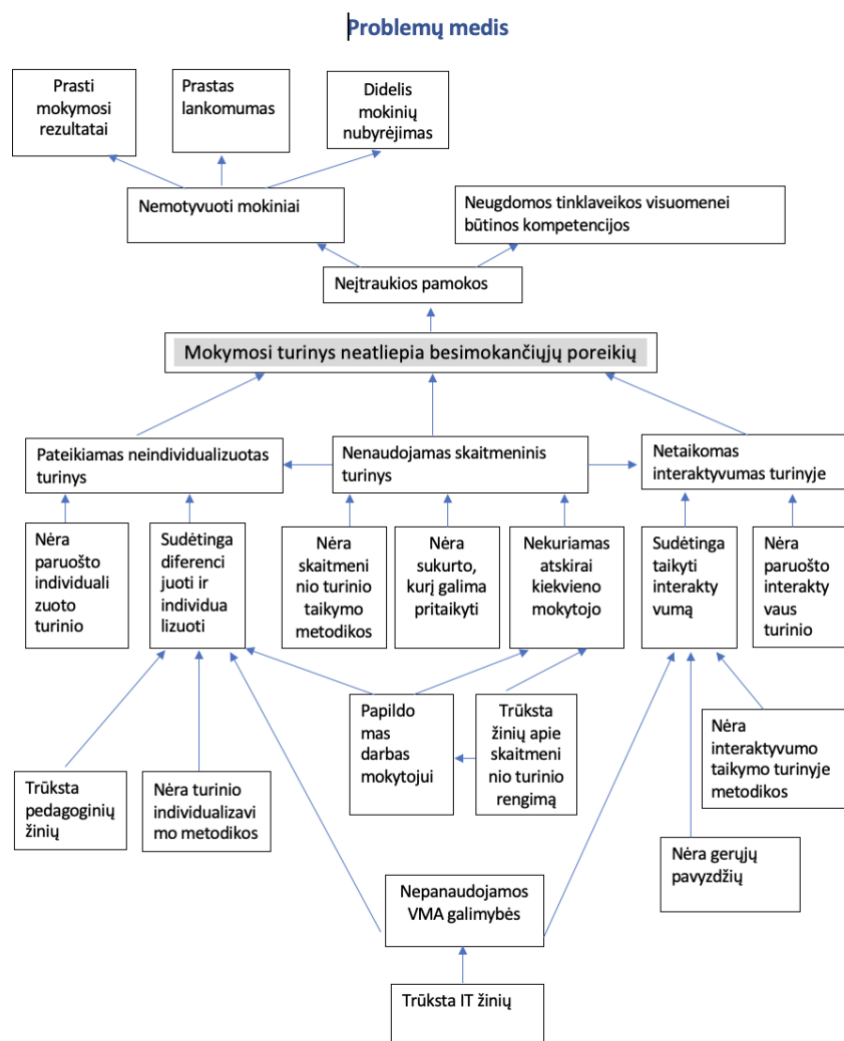 Problemų medis
Prasti
mokymosi
rezultatai
Prastas
lankomumas
Didelis
mokinių
nubyrėjimas
Nemotyvuoti mokiniai
Neugdomos tinklaveikos visuomenei
būtinos kompetencijos
Neįtraukios pamokos
Mokymosi turinys neatliepia besimokančiųjų poreikių
Pateikiamas neindividualizuotas
turinys
Nenaudojamas skaitmeninis
turinys
Netaikomas
interaktyvumas turinyje
Nėra
paruošto
individuali
zuoto
turinio
Sudėtinga
diferenci
juoti ir
individua
lizuoti
Nėra
skaitmeni
nio turinio
taikymo
metodikos
Nėra
sukurto,
kurį galima
pritaikyti
Nekuriamas
atskirai
kiekvieno
mokytojo
Sudėtinga
taikyti
interakty
vumą
Nėra
paruošto
interakty
vaus
turinio
Papildo
mas
darbas
mokytojui
Trūksta
žinių apie
skaitmeni
nio turinio
rengimą
Nėra
interaktyvumo
taikymo turinyje
metodikos
Trūksta
pedagoginių
žinių
Nėra turinio
individualizavi
mo metodikos
Nėra gerųjų
pavyzdžių
Nepanaudojamos
VMA galimybės
Trūksta IT žinių